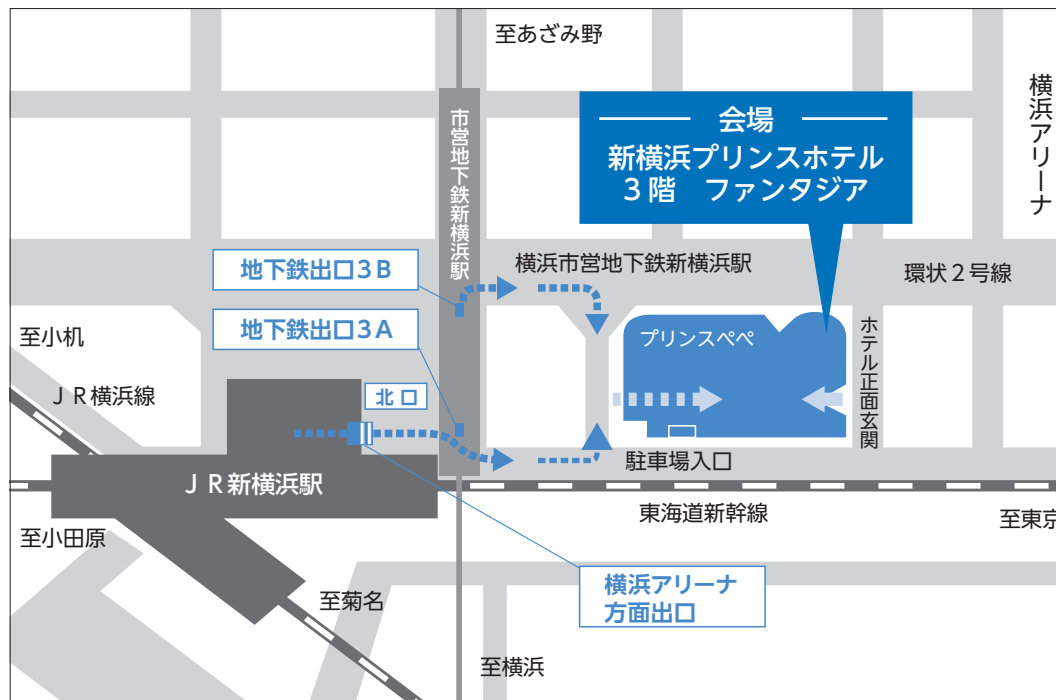 至あざみ野
横浜アリーナ
市営地下鉄新横浜駅
会場
新横浜プリンスホテル
3階 ファンタジア
地下鉄出口3B
横浜市営地下鉄新横浜駅
環状2号線
地下鉄出口3A
プリンスぺぺ
ホテル正面玄関
至小机
JR横浜線
北口
駐車場入口
JR新横浜駅
東海道新幹線
至東京
至小田原
横浜アリーナ
方面出口
至菊名
至横浜